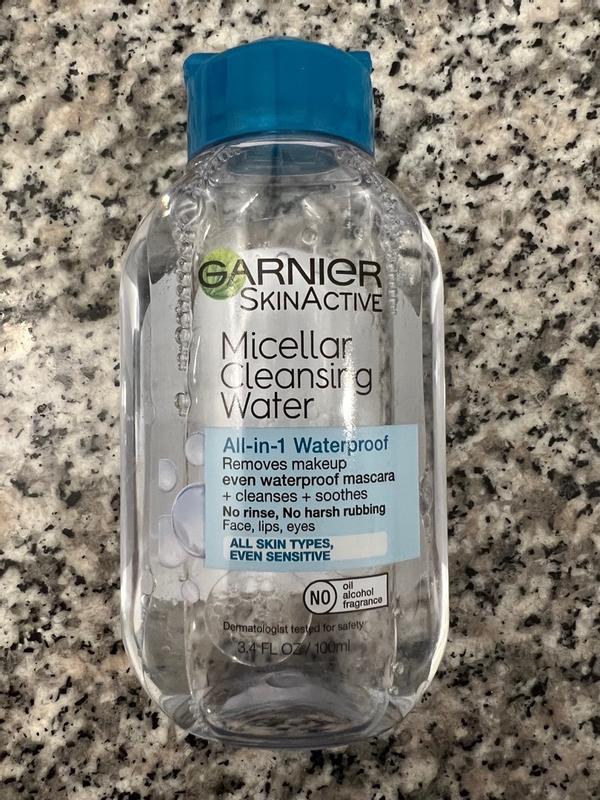 GARNIER
SKINACTIVE
Micellar
Cleansing
Water
All-in-1 Waterproof
Removes makeup
even waterproof mascara
+ cleanses + soothes
No rinse, No harsh rubbing
Face, lips, eyes
ALL SKIN TYPES,
EVEN SENSITIVE
NO oil
alcohol
fragrance
Dermatologist tested for safety
3.4 FL OZ / 100ml